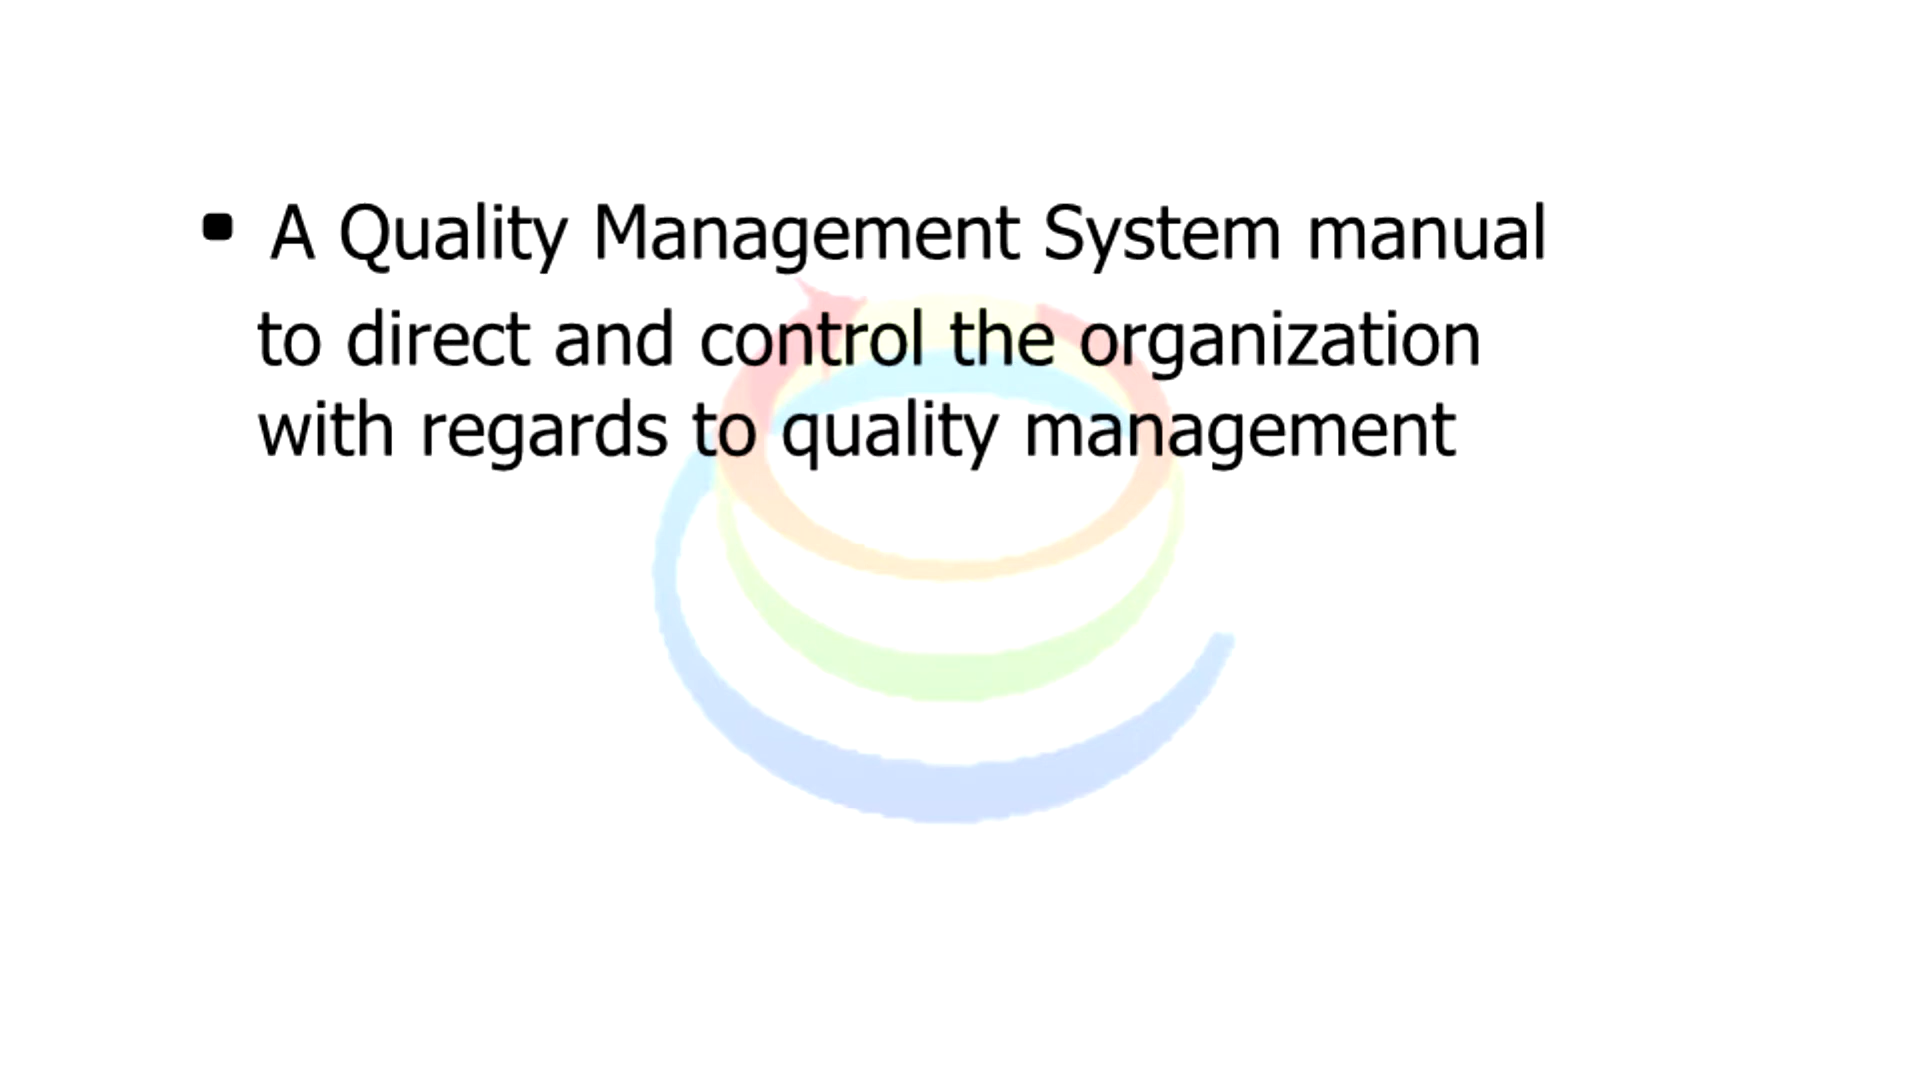 ▪ A Quality Management System manual
to direct and control the organization
with regards to quality management